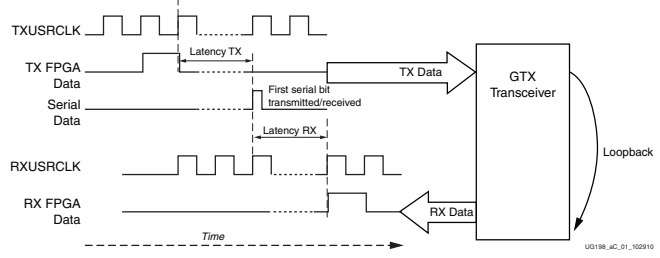 TXUSRCLK
Latency TX
TX FPGA
Data
TX Data
GTX
Transceiver
Serial
Data
First serial bit
transmitted/received
Latency RX
Loopback
RXUSRCLK
RX FPGA
Data
RX Data
Time
UG198_aC_01_102910